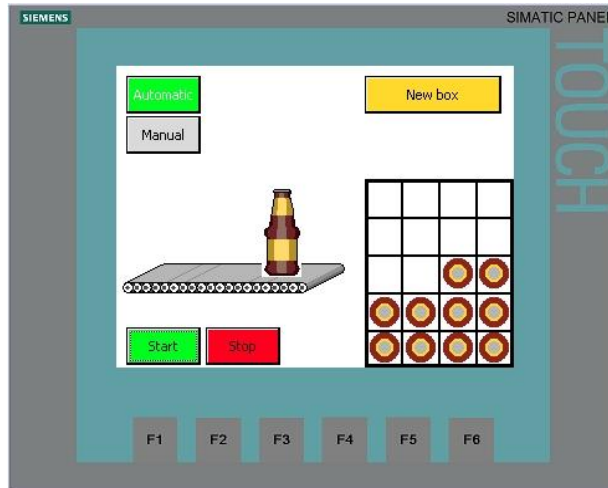 SIEMENS
SIMATIC PANEL
TOUCH
Automatic
New box
Manual
Start
Stop
F1 F2 F3 F4 F5 F6